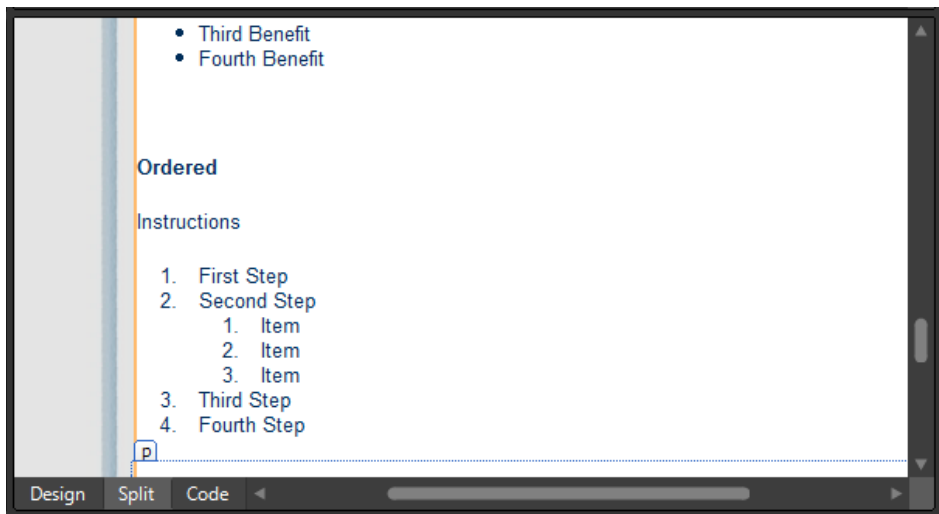 • Third Benefit
• Fourth Benefit
Ordered
Instructions
1. First Step
2. Second Step
1. Item
2. Item
3. Item
3. Third Step
4. Fourth Step
p
Design Split Code